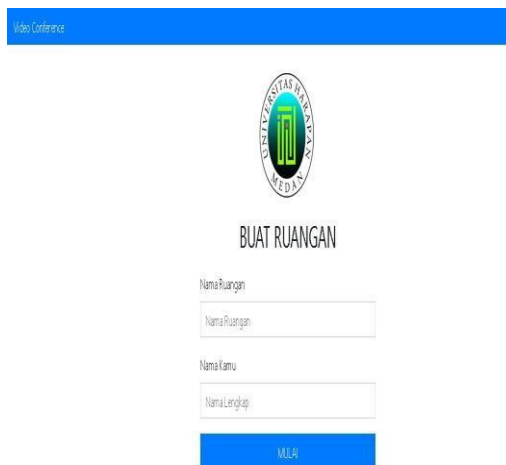 Video Conference
UNIVERSITAS HARAPAN
MEDAN
BUAT RUANGAN
Nama Ruangan
Nama Ruangan
Nama Kamu
Nama Lengkap
MULAI